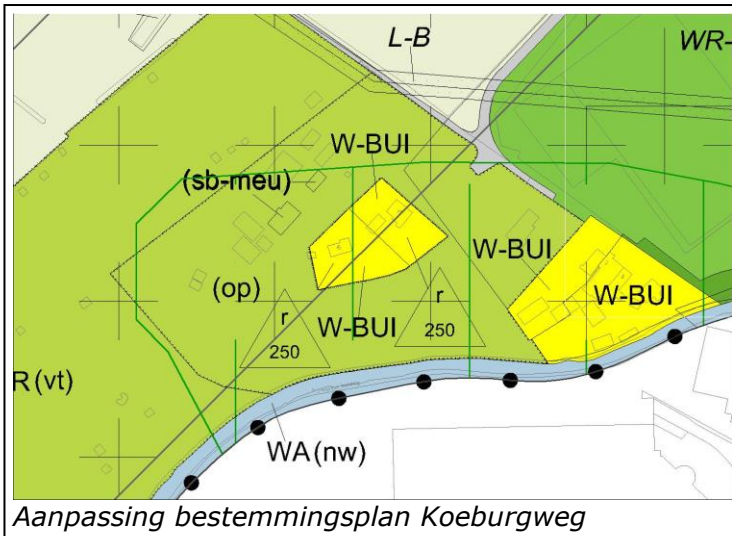 L-B
WR-
W-BUI
(sb-meu)
W-BUI
(op)
r
r
W-BUI
W-BUI
250
250
R (vt)
WA (nw)
Aanpassing bestemmingsplan Koeburgweg